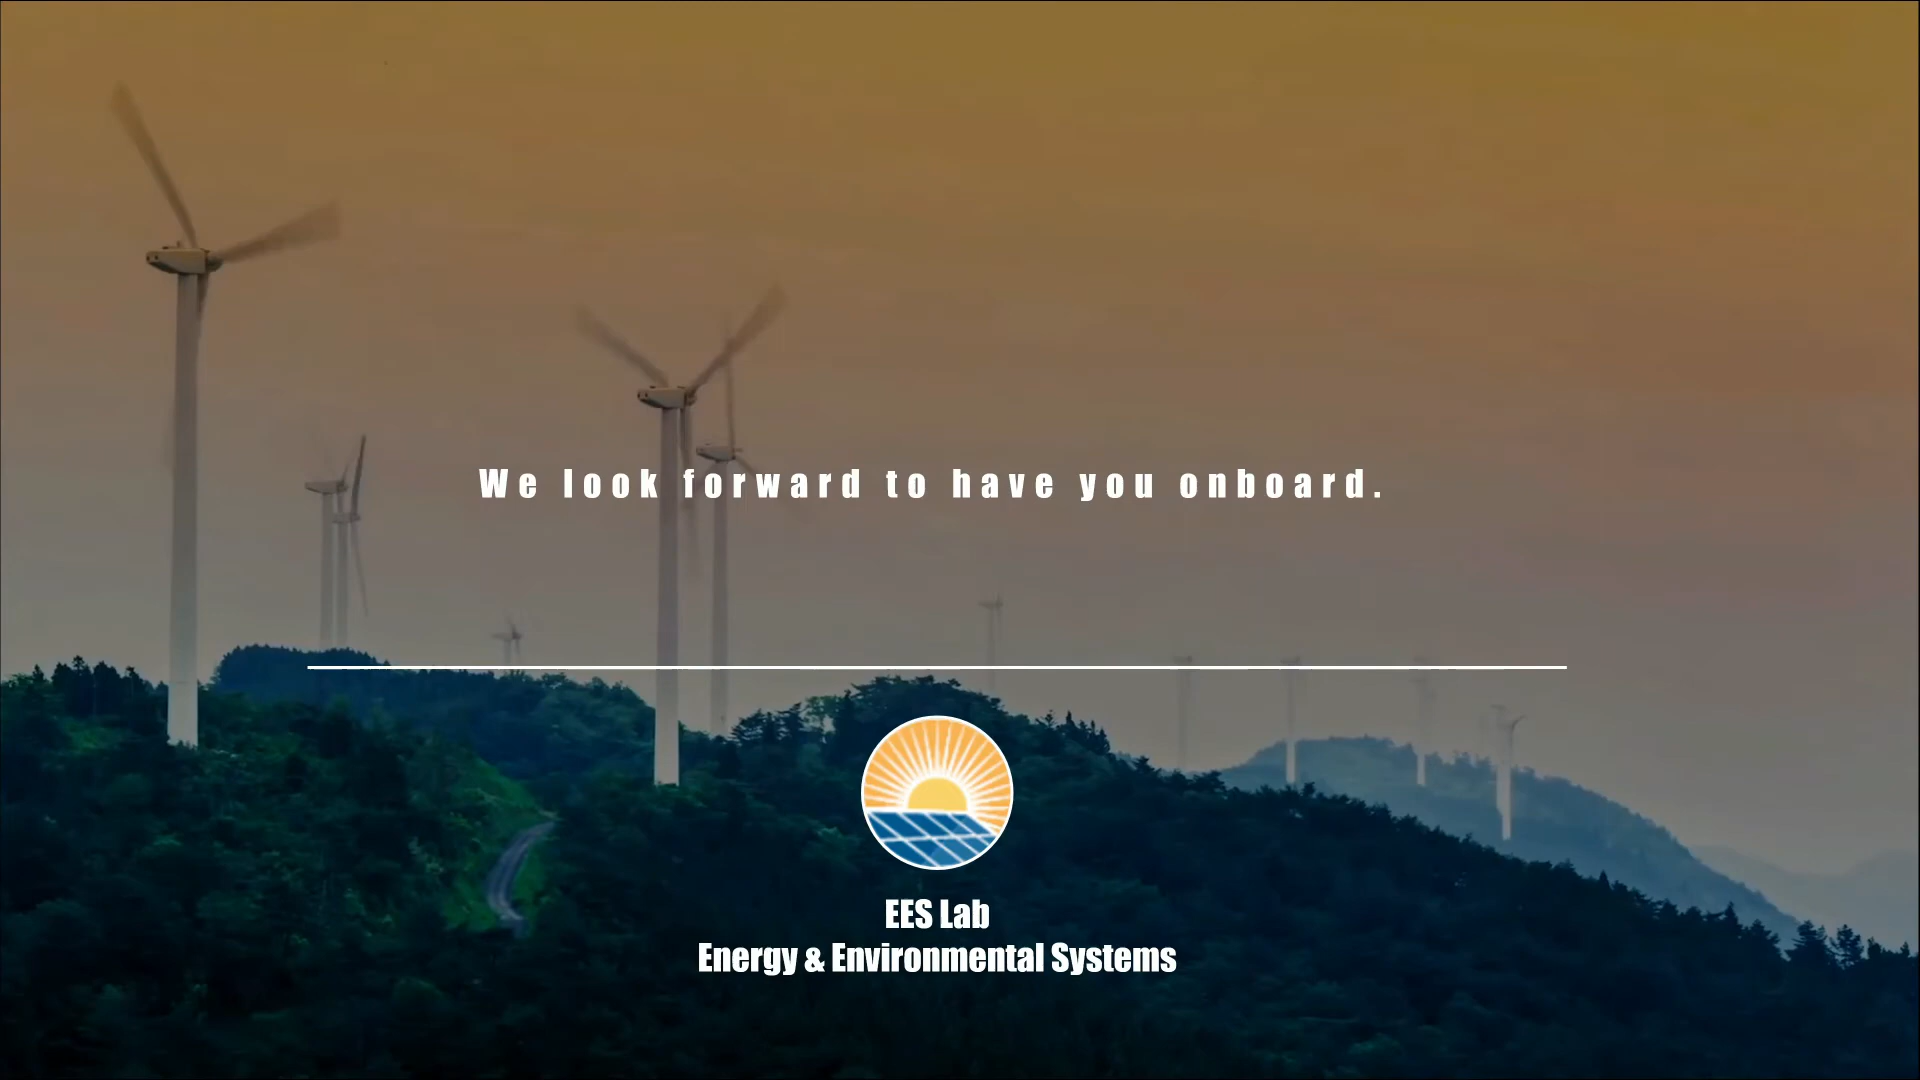 We look forward to have you onboard.
EES Lab
Energy & Environmental Systems